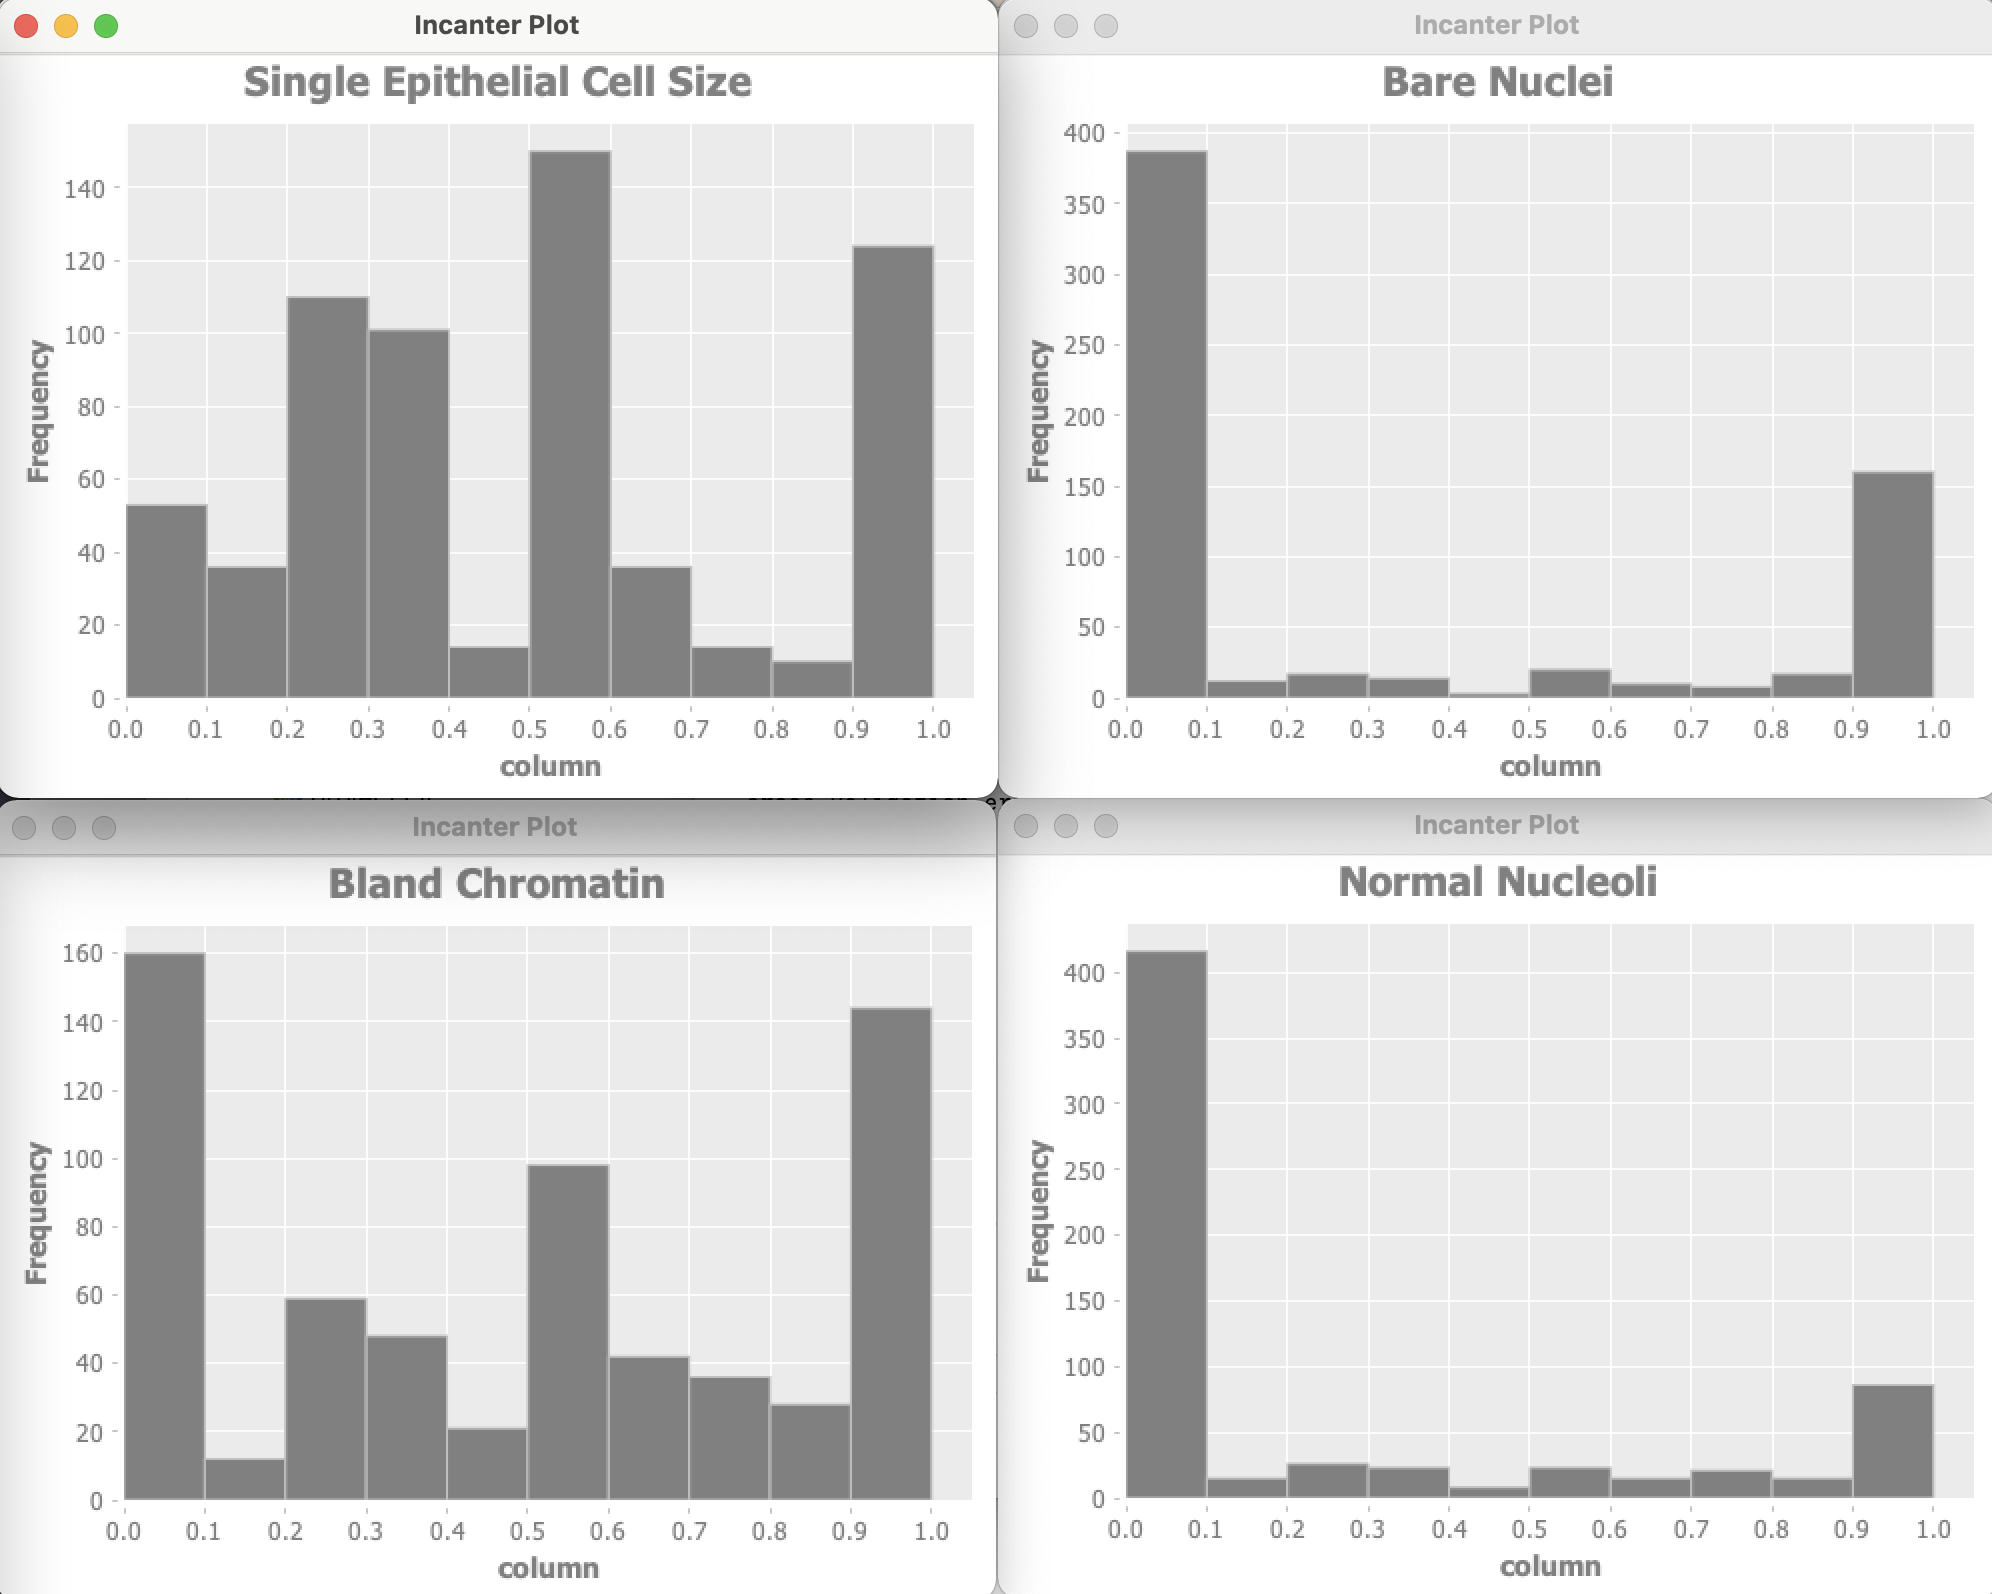 Incanter Plot
Single Epithelial Cell Size
140
120
100
80
60
40
20
0
Frequency
0.0 0.1 0.2 0.3 0.4 0.5 0.6 0.7 0.8 0.9 1.0
column
Incanter Plot
Bare Nuclei
400
350
300
250
200
150
100
50
0
Frequency
0.0 0.1 0.2 0.3 0.4 0.5 0.6 0.7 0.8 0.9 1.0
column
Incanter Plot
Bland Chromatin
160
140
120
100
80
60
40
20
0
Frequency
0.0 0.1 0.2 0.3 0.4 0.5 0.6 0.7 0.8 0.9 1.0
column
Incanter Plot
Normal Nucleoli
400
350
300
250
200
150
100
50
0
Frequency
0.0 0.1 0.2 0.3 0.4 0.5 0.6 0.7 0.8 0.9 1.0
column